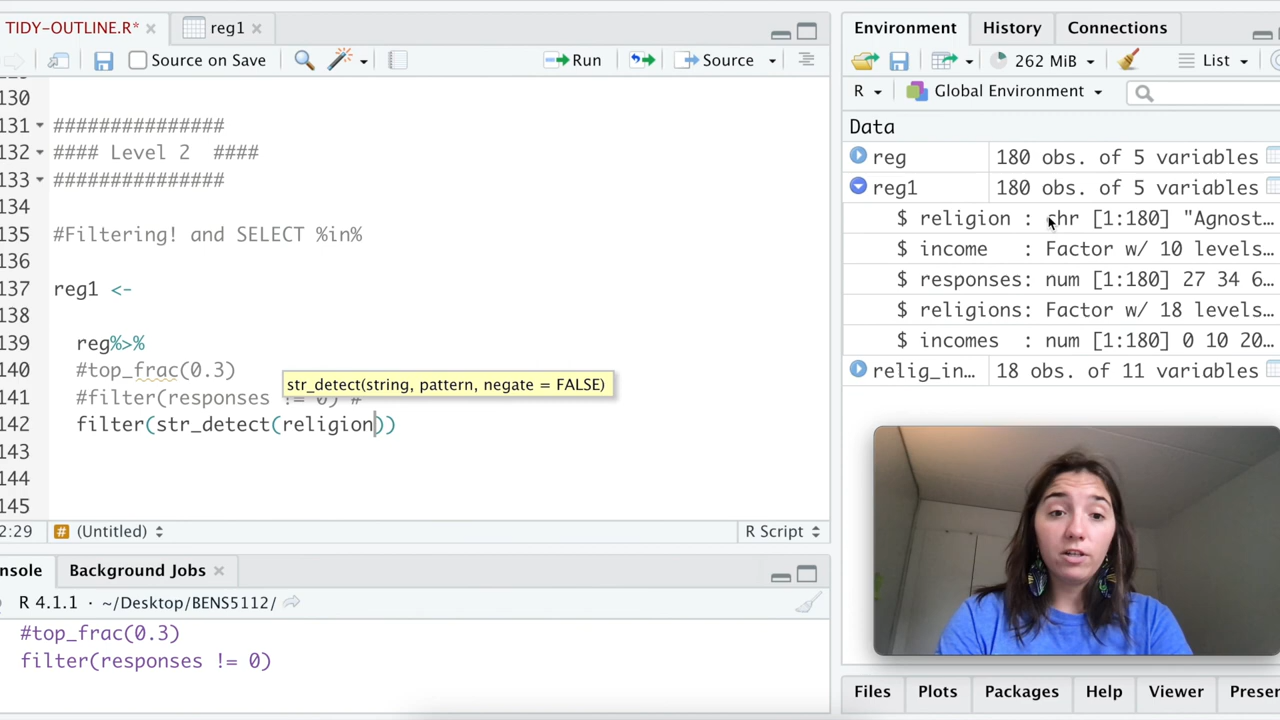 TIDY-OUTLINE.R*
reg1
Source on Save
Run
Source
130
131 ###############
132 #### Level 2 ####
133 ###############
134
135 #Filtering! and SELECT %in%
136
137 reg1 <-
138
139 reg%>%
140 #top_frac(0.3)
str_detect(string, pattern, negate = FALSE)
141 #filter(responses != 0) #
142 filter(str_detect(religion))
143
144
145
2:29 # (Untitled) R Script
nsole Background Jobs
R 4.1.1 · ~/Desktop/BENS5112/
#top_frac(0.3)
filter(responses != 0)
Environment History Connections
262 MiB List
R Global Environment
Data
reg 180 obs. of 5 variables
reg1 180 obs. of 5 variables
$ religion : chr [1:180] "Agnost…
$ income : Factor w/ 10 levels…
$ responses: num [1:180] 27 34 6…
$ religions: Factor w/ 18 levels…
$ incomes : num [1:180] 0 10 20…
relig_in… 18 obs. of 11 variables
Files Plots Packages Help Viewer Presen